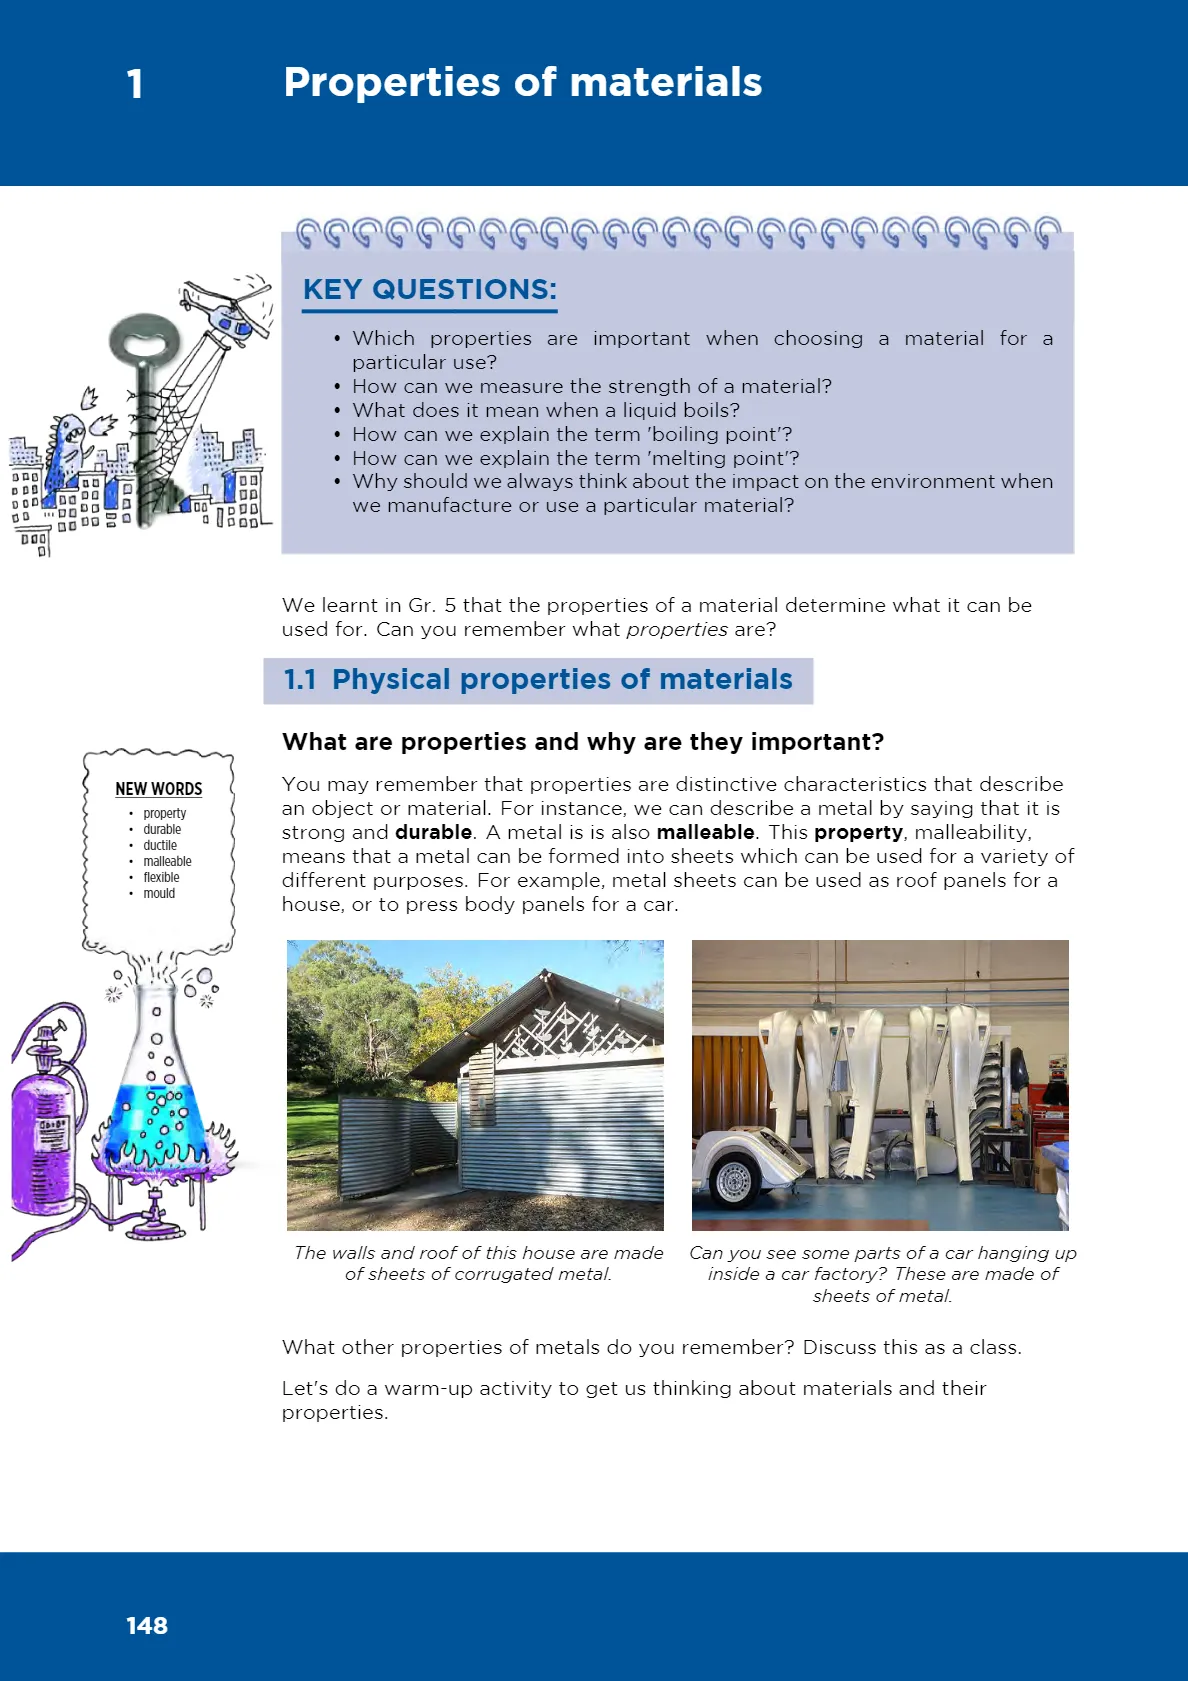 1 Properties of materials
KEY QUESTIONS:
• Which properties are important when choosing a material for a
particular use?
• How can we measure the strength of a material?
• What does it mean when a liquid boils?
• How can we explain the term 'boiling point'?
• How can we explain the term 'melting point'?
• Why should we always think about the impact on the environment when
we manufacture or use a particular material?
We learnt in Gr. 5 that the properties of a material determine what it can be
used for. Can you remember what properties are?
1.1 Physical properties of materials
What are properties and why are they important?
You may remember that properties are distinctive characteristics that describe
an object or material. For instance, we can describe a metal by saying that it is
strong and durable. A metal is is also malleable. This property, malleability,
means that a metal can be formed into sheets which can be used for a variety of
different purposes. For example, metal sheets can be used as roof panels for a
house, or to press body panels for a car.
NEW WORDS
• property
• durable
• ductile
• malleable
• flexible
• mould
The walls and roof of this house are made
of sheets of corrugated metal.
Can you see some parts of a car hanging up
inside a car factory? These are made of
sheets of metal.
What other properties of metals do you remember? Discuss this as a class.
Let's do a warm-up activity to get us thinking about materials and their
properties.
148